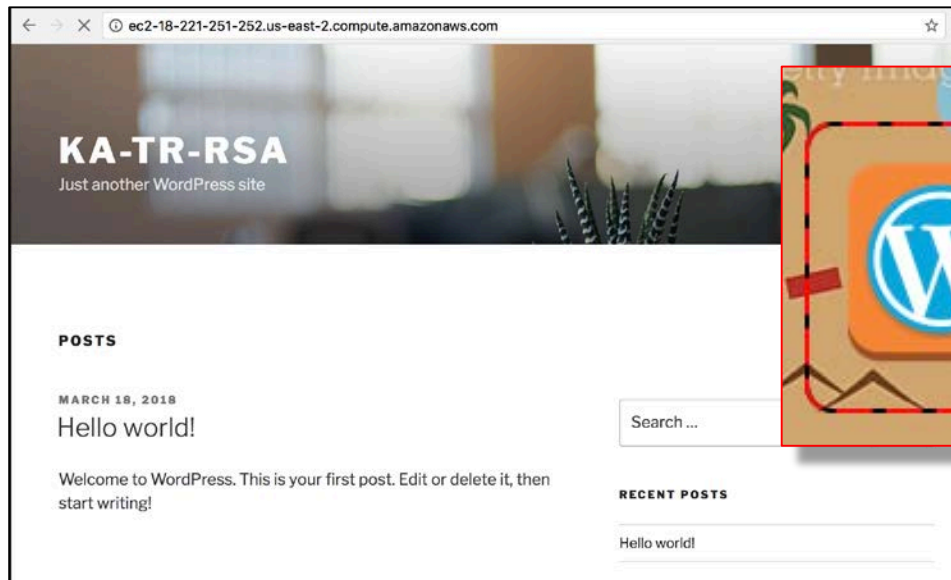 ec2-18-221-251-252.us-east-2.compute.amazonaws.com
KA-TR-RSA
Just another WordPress site
POSTS
MARCH 18, 2018
Hello world!
Welcome to WordPress. This is your first post. Edit or delete it, then
start writing!
Search ...
RECENT POSTS
Hello world!